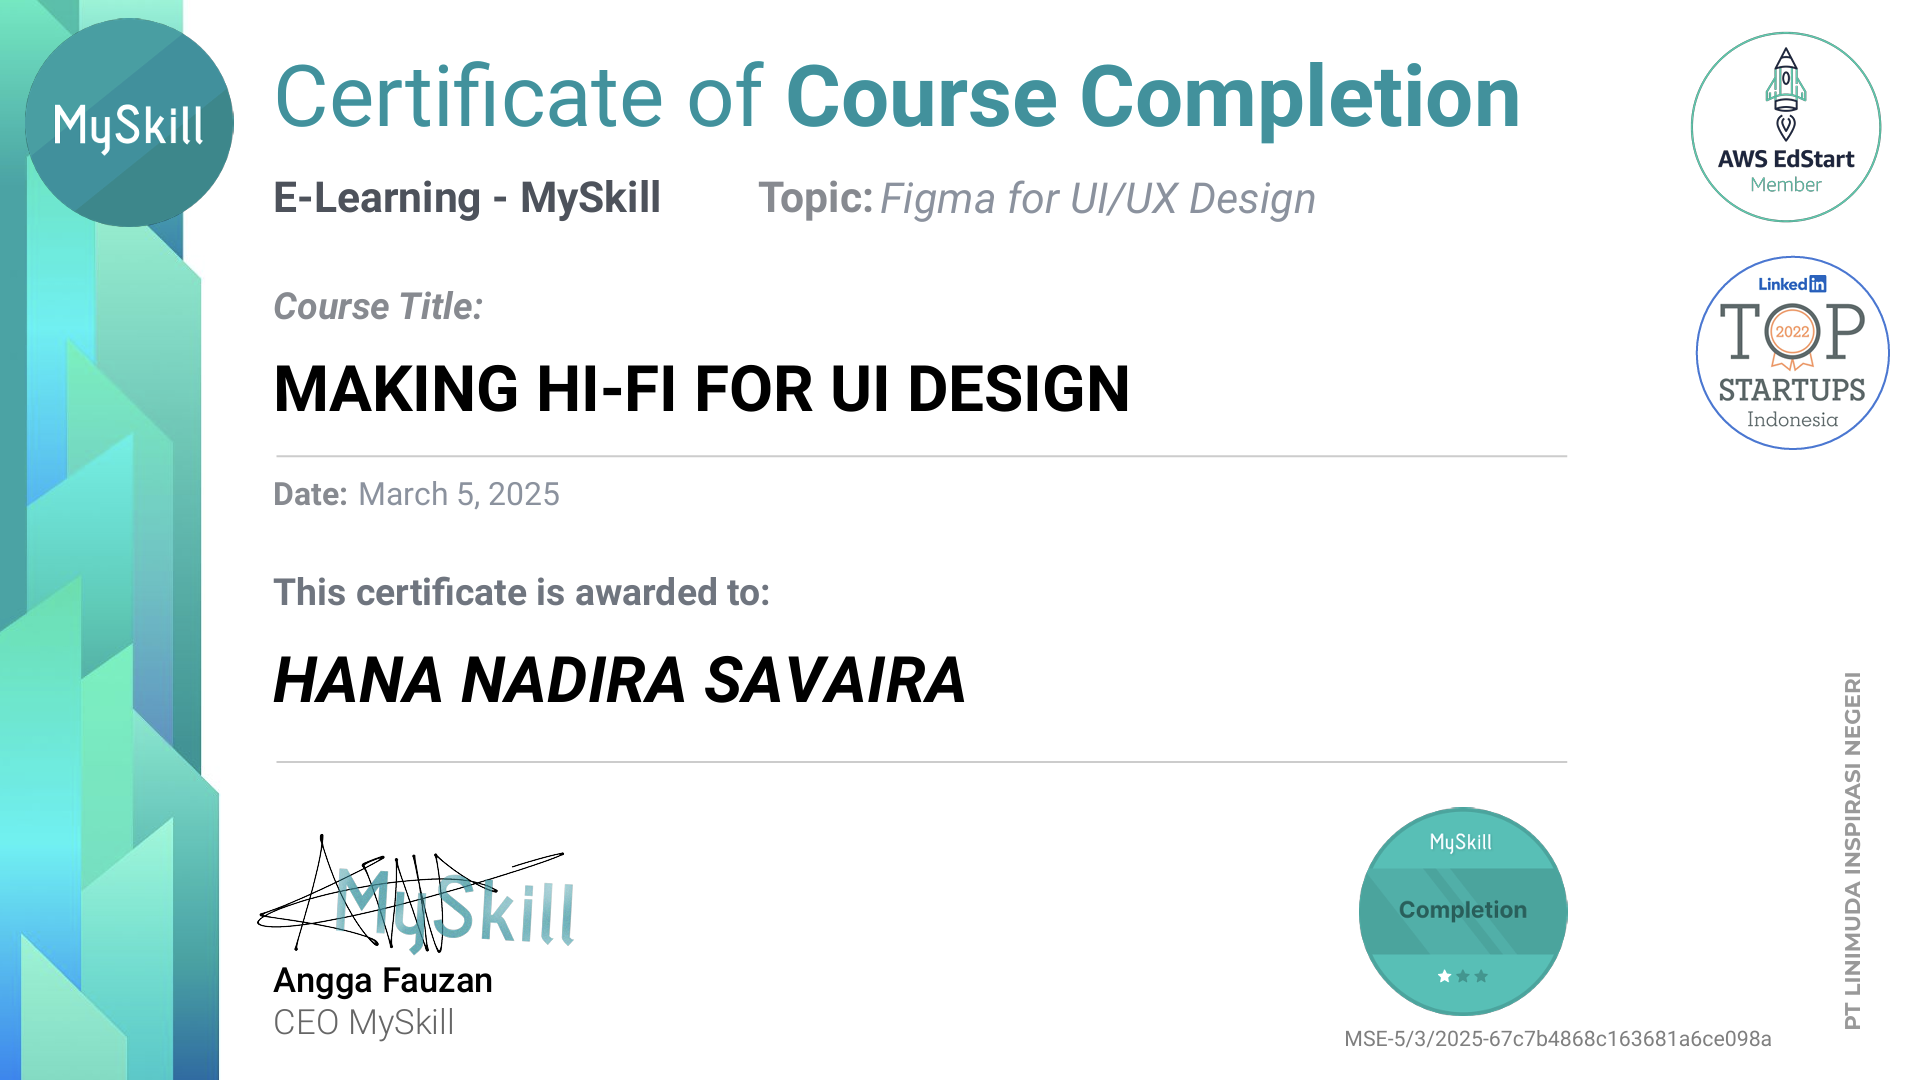 MySkill
Certificate of Course Completion
E-Learning - MySkill
Topic: Figma for UI/UX Design
Course Title:
MAKING HI-FI FOR UI DESIGN
Date: March 5, 2025
This certificate is awarded to:
HANA NADIRA SAVAIRA
MySkill
Angga Fauzan
CEO MySkill
AWS EdStart
Member
Linked in
TOP
2022
STARTUPS
Indonesia
MySkill
Completion
MSE-5/3/2025-67c7b4868c163681a6ce098a
PT LINIMUDA INSPIRASI NEGERI